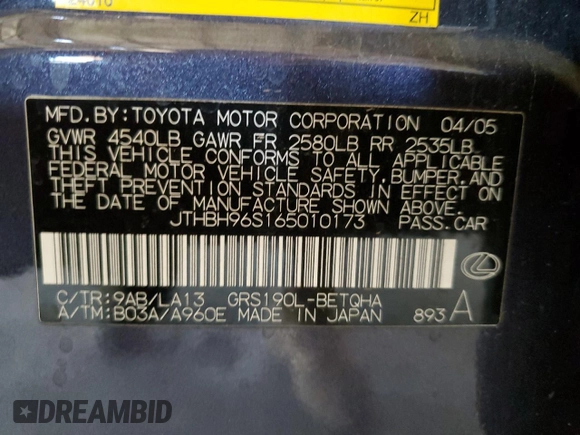 ZH
MFD.BY:TOYOTA MOTOR CORPORATION 04/05
GVWR 4540LB GAWR FR 2580LB RR 2535LB
THIS VEHICLE CONFORMS TO ALL APPLICABLE
FEDERAL MOTOR VEHICLE SAFETY,BUMPER,AND
THEFT PREVENTION STANDARDS IN EFFECT ON
THE DATE OF MANUFACTURE SHOWN ABOVE.
JTHBH96S165010173 PASS.CAR
C/TR:9AB/LA13 GRS190L-BETQHA
A/TM:B03A/A960E MADE IN JAPAN 893 A
DREAMBID